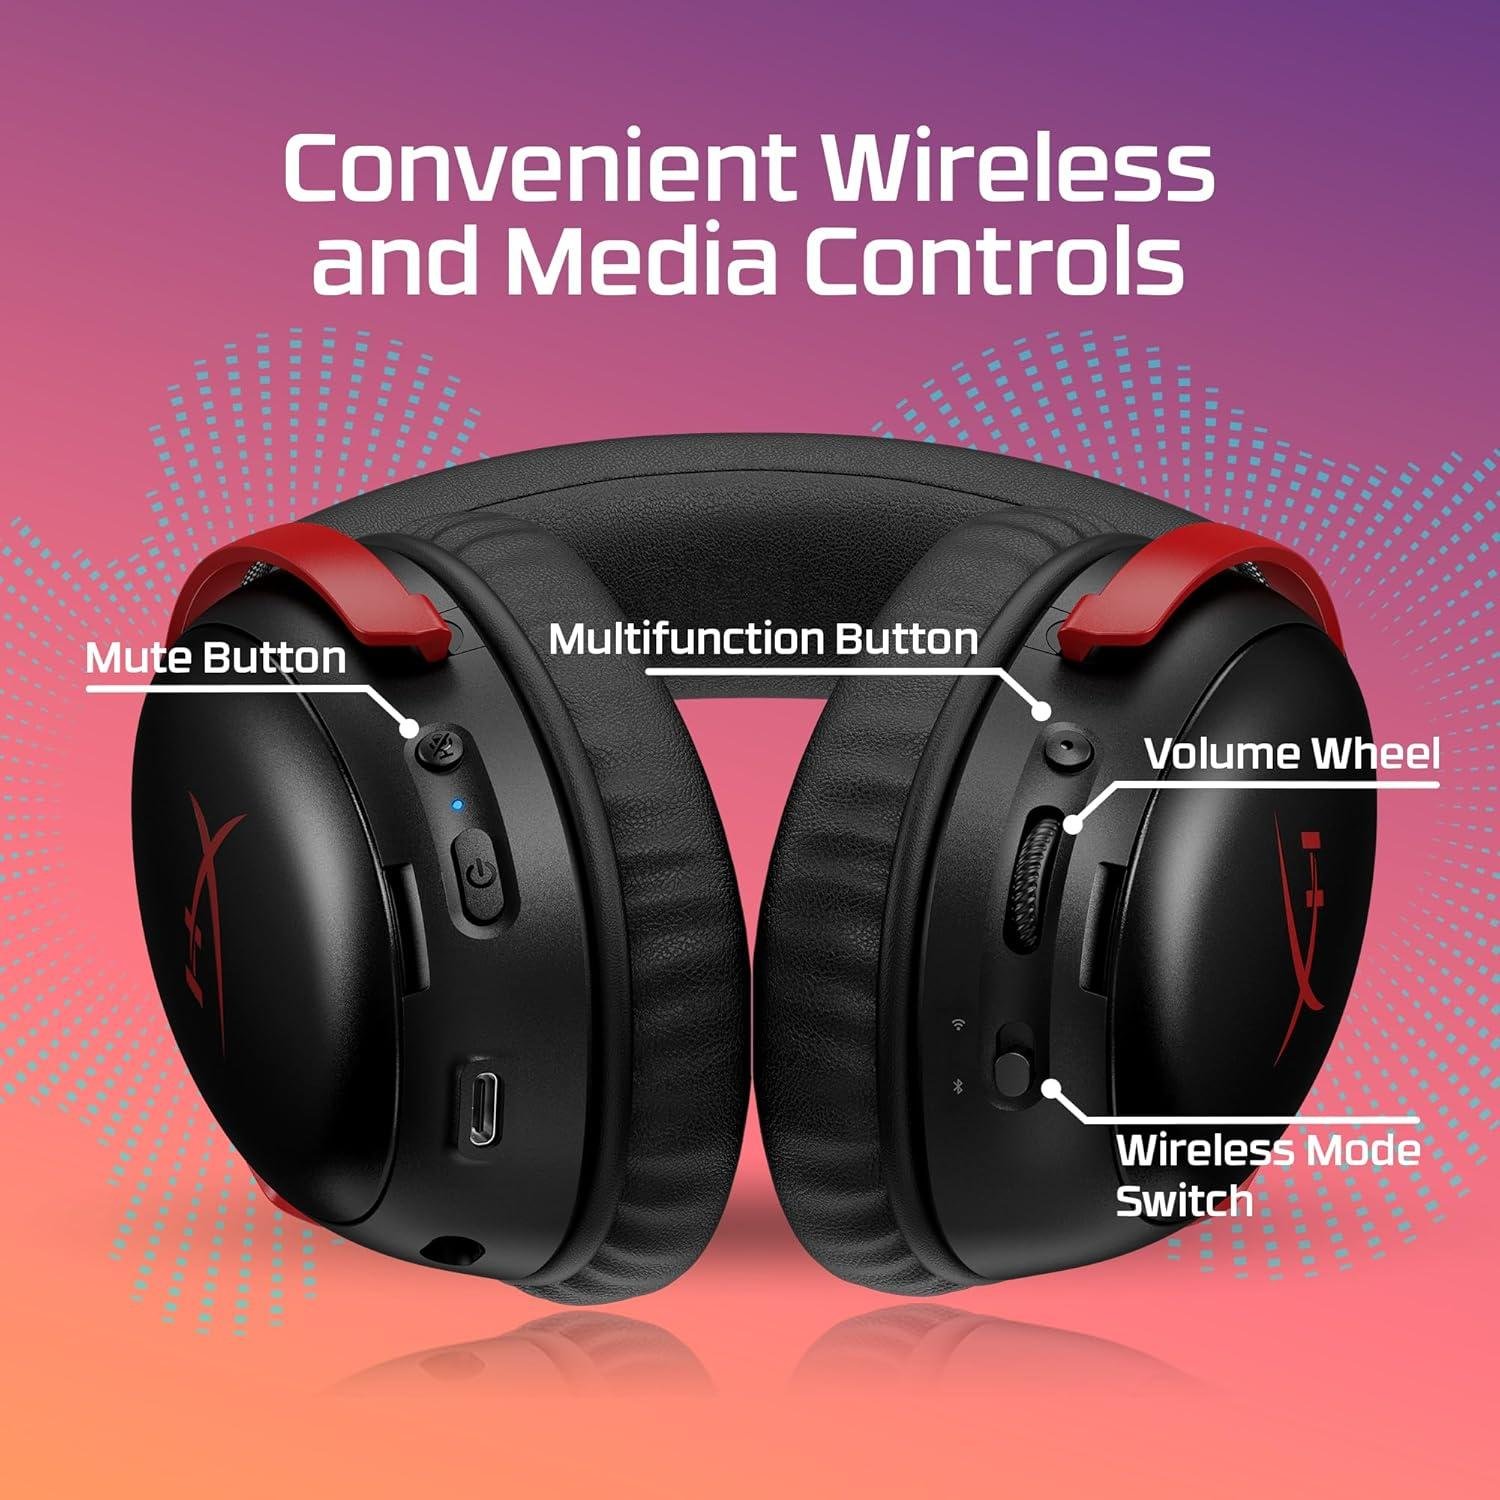 Convenient Wireless
and Media Controls
Mute Button
Multifunction Button
Volume Wheel
Wireless Mode
Switch